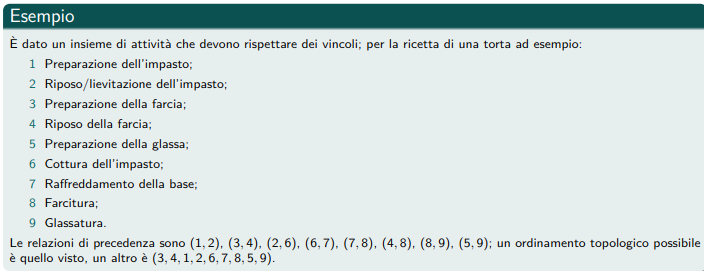 Esempio
È dato un insieme di attività che devono rispettare dei vincoli; per la ricetta di una torta ad esempio:
1 Preparazione dell'impasto;
2 Riposo/lievitazione dell'impasto;
3 Preparazione della farcia;
4 Riposo della farcia;
5 Preparazione della glassa;
6 Cottura dell'impasto;
7 Raffreddamento della base;
8 Farcitura;
9 Glassatura.
Le relazioni di precedenza sono (1, 2), (3, 4), (2, 6), (6, 7), (7, 8), (4, 8), (8, 9), (5, 9); un ordinamento topologico possibile
è quello visto, un altro è (3, 4, 1, 2, 6, 7, 8, 5, 9).